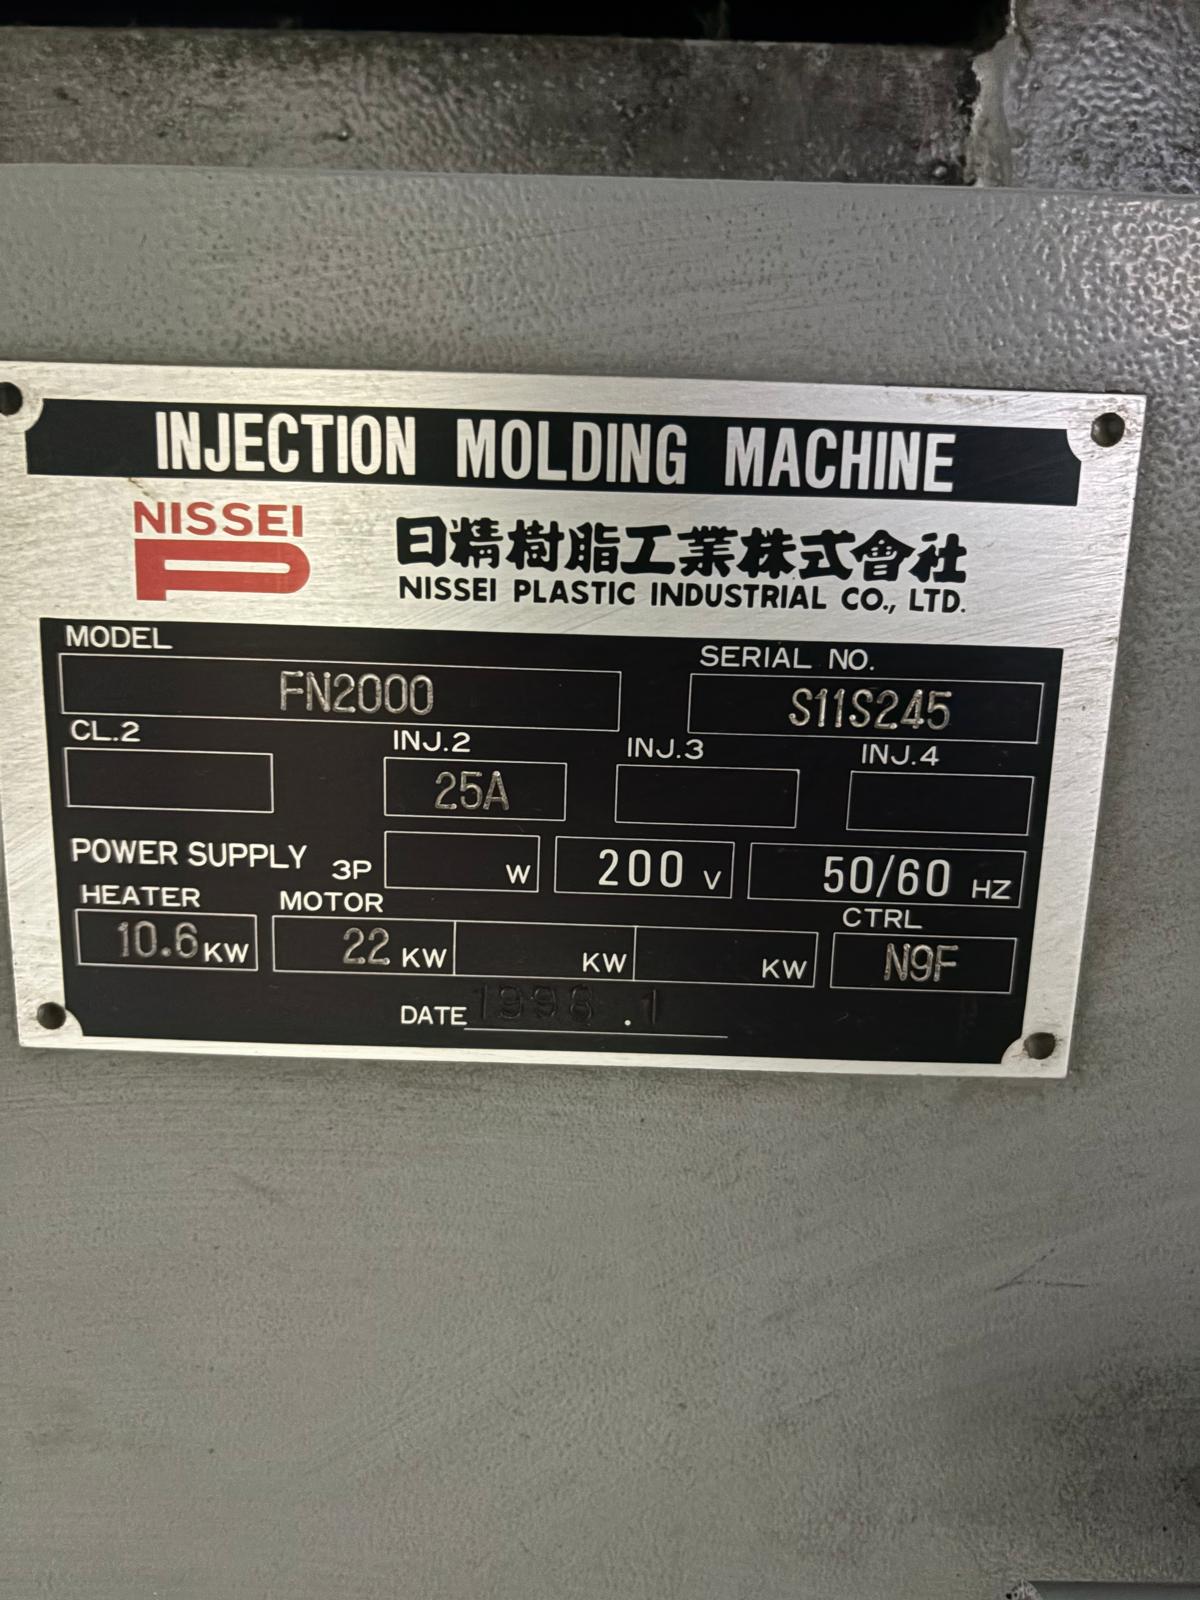 INJECTION MOLDING MACHINE
NISSEI
日精樹脂工業株式會社
NISSEI PLASTIC INDUSTRIAL CO., LTD.
MODEL
SERIAL NO.
FN2000
S11S245
CL.2
INJ.2
INJ.3
INJ.4
25A
POWER SUPPLY 3P W 200 V 50/60 HZ
HEATER
MOTOR
CTRL
10.6 KW
22 KW
KW
KW
N9F
DATE 1998 . 1